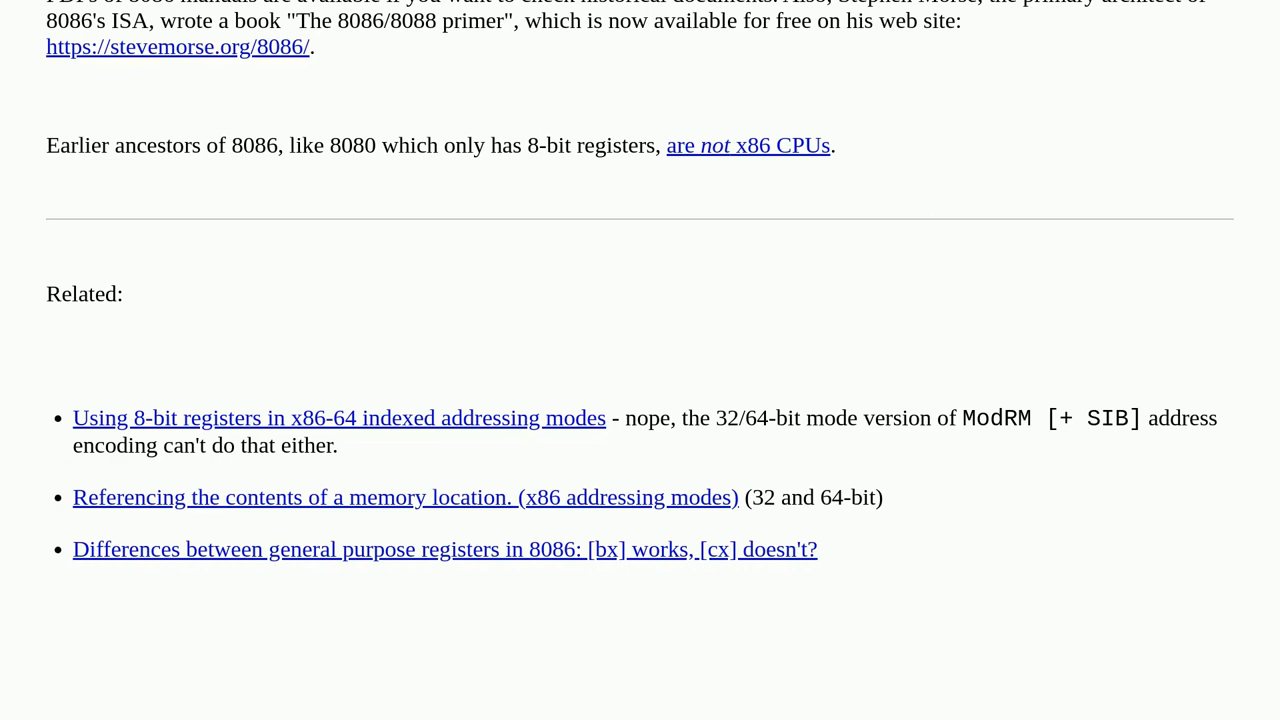 PDFs of 8086 manuals are available if you want to check historical documents. Also, Stephen Morse, the primary architect of
8086's ISA, wrote a book "The 8086/8088 primer", which is now available for free on his web site:
https://stevemorse.org/8086/.
Earlier ancestors of 8086, like 8080 which only has 8-bit registers, are not x86 CPUs.
Related:
• Using 8-bit registers in x86-64 indexed addressing modes - nope, the 32/64-bit mode version of ModRM [+ SIB] address
encoding can't do that either.
• Referencing the contents of a memory location. (x86 addressing modes) (32 and 64-bit)
• Differences between general purpose registers in 8086: [bx] works, [cx] doesn't?